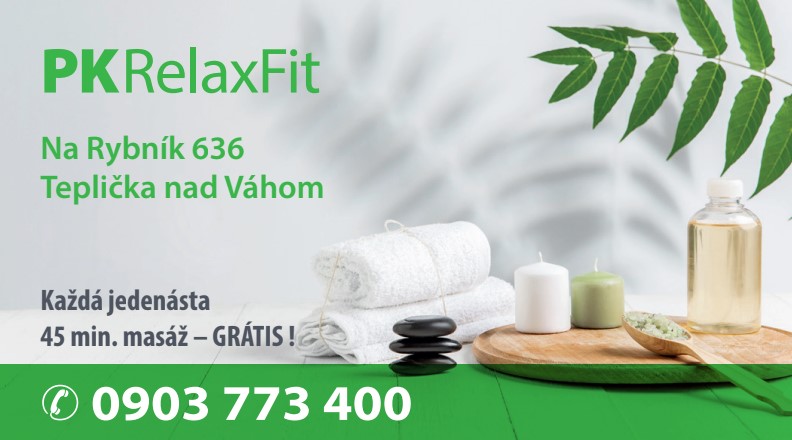 PKRelaxFit
Na Rybník 636
Teplička nad Váhom
Každá jedenásta
45 min. masáž – GRÁTIS !
✆ 0903 773 400